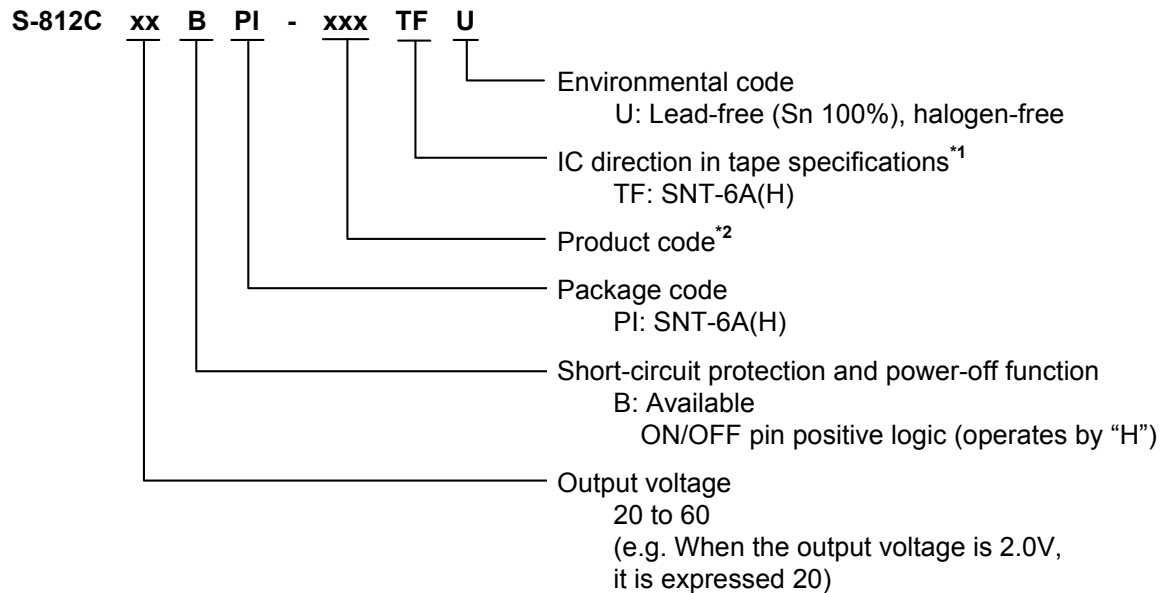 S-812C xx B PI - xxx TF U
Environmental code
U: Lead-free (Sn 100%), halogen-free
IC direction in tape specifications*1
TF: SNT-6A(H)
Product code*2
Package code
PI: SNT-6A(H)
Short-circuit protection and power-off function
B: Available
ON/OFF pin positive logic (operates by “H”)
Output voltage
20 to 60
(e.g. When the output voltage is 2.0V,
it is expressed 20)